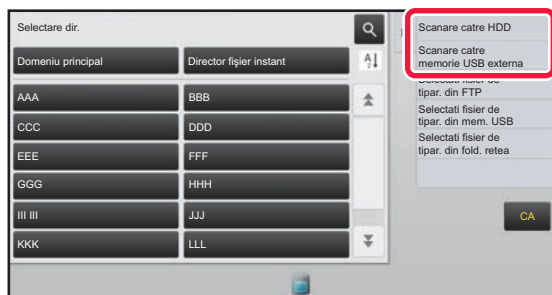 Selectare dir.
Domeniu principal
Director fișier instant
AAA
BBB
CCC
DDD
EEE
FFF
GGG
HHH
III III
JJJ
KKK
LLL
Scanare catre HDD
Scanare catre
memorie USB externa
Selectati fisier de
tipar. din FTP
Selectati fisier de
tipar. din mem. USB
Selectati fisier de
tipar. din fold. retea
CA